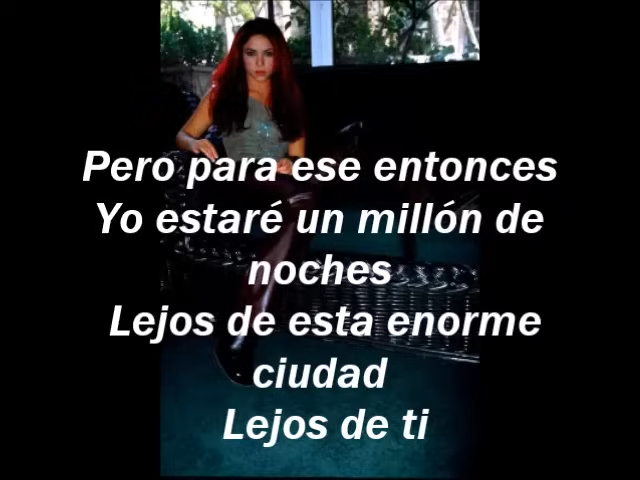 Pero para ese entonces
Yo estaré un millón de
noches
Lejos de esta enorme
ciudad
Lejos de ti